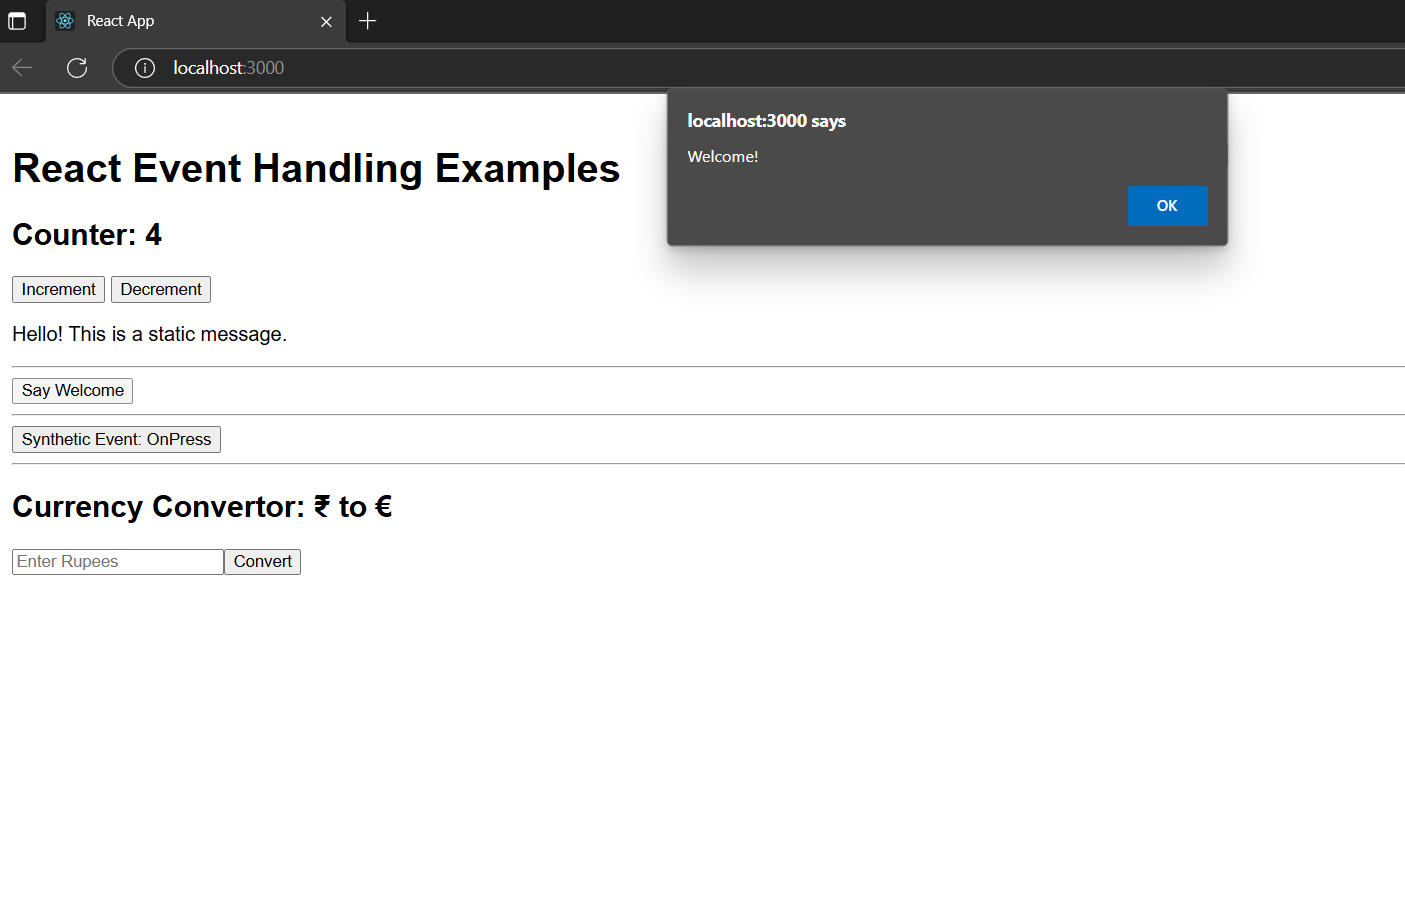 React App
localhost:3000
localhost:3000 says
Welcome!
OK
React Event Handling Examples
Counter: 4
Increment Decrement
Hello! This is a static message.
Say Welcome
Synthetic Event: OnPress
Currency Convertor: ₹ to €
Enter Rupees Convert